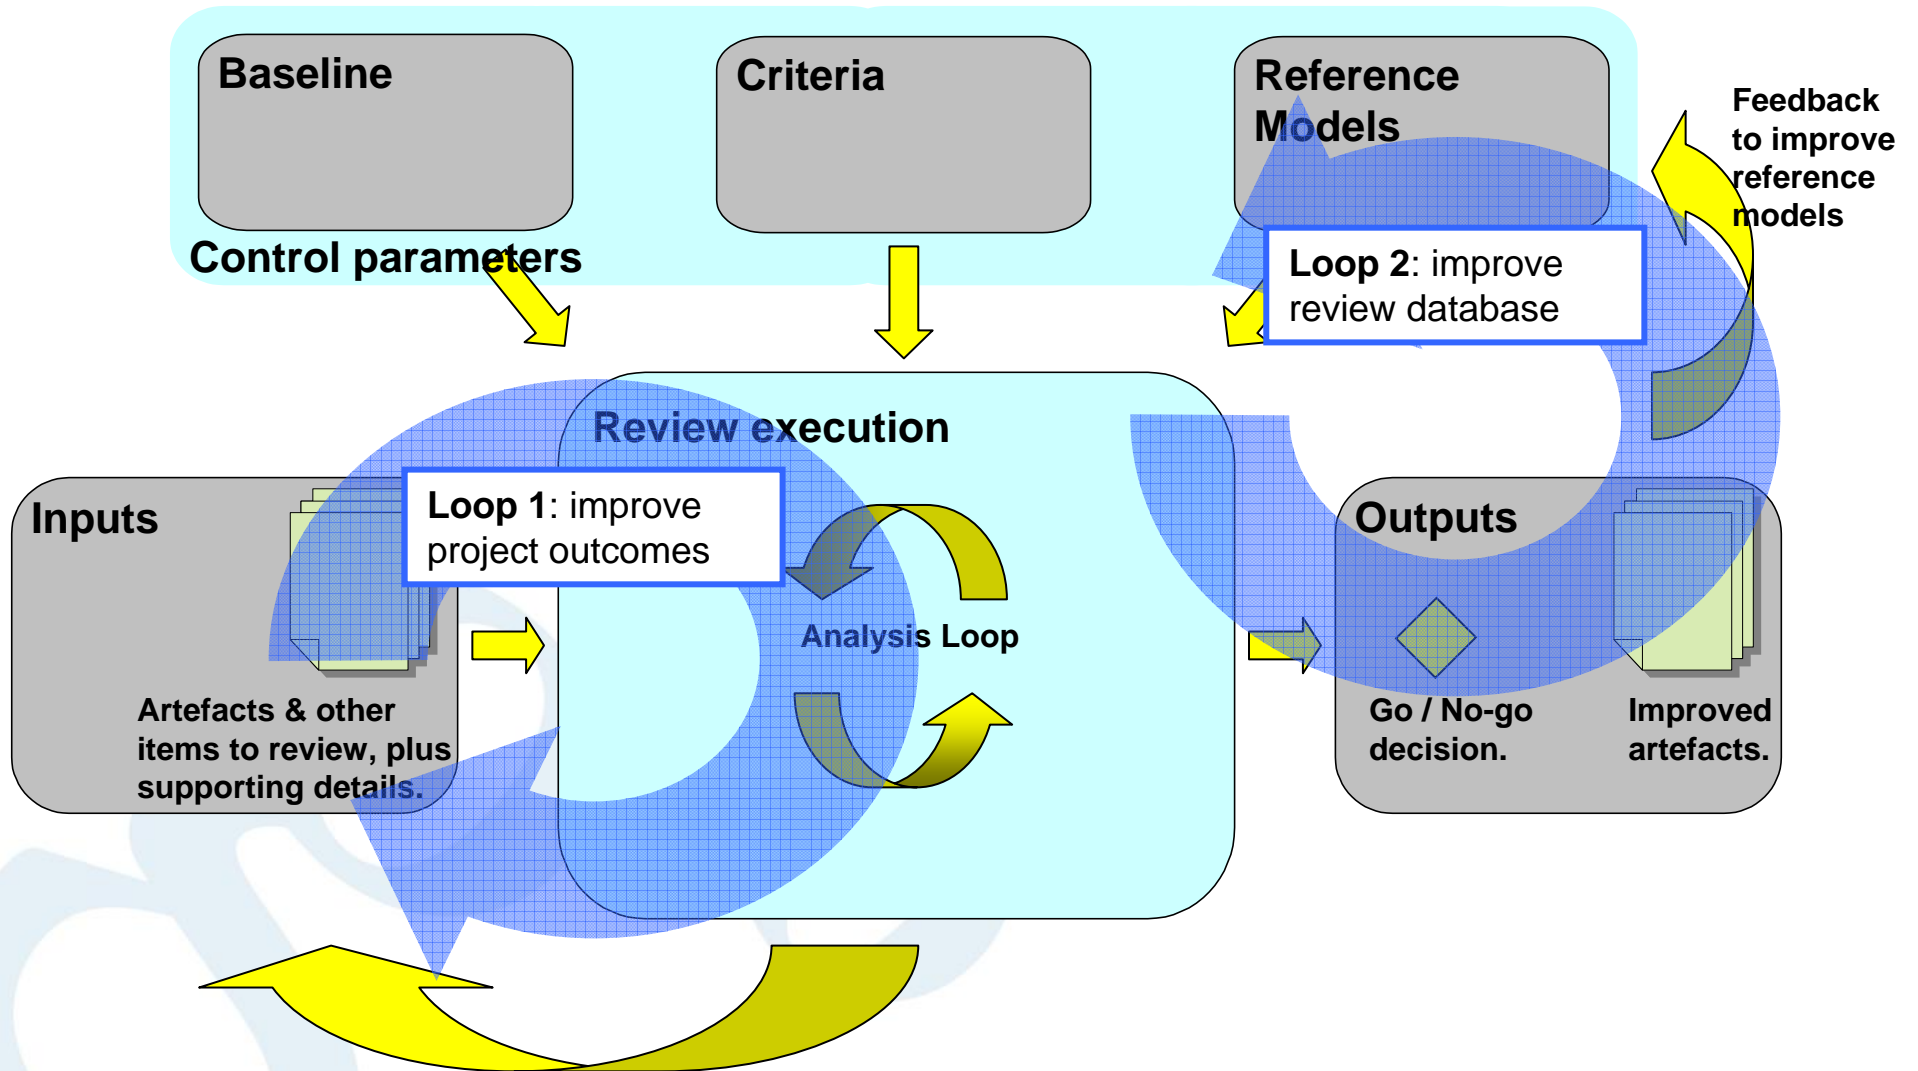 Baseline
Criteria
Reference
Models
Feedback
to improve
reference
models
Control parameters
Loop 2: improve
review database
Review execution
Inputs
Loop 1: improve
project outcomes
Outputs
Analysis Loop
Artefacts & other
items to review, plus
supporting details.
Go / No-go
decision.
Improved
artefacts.